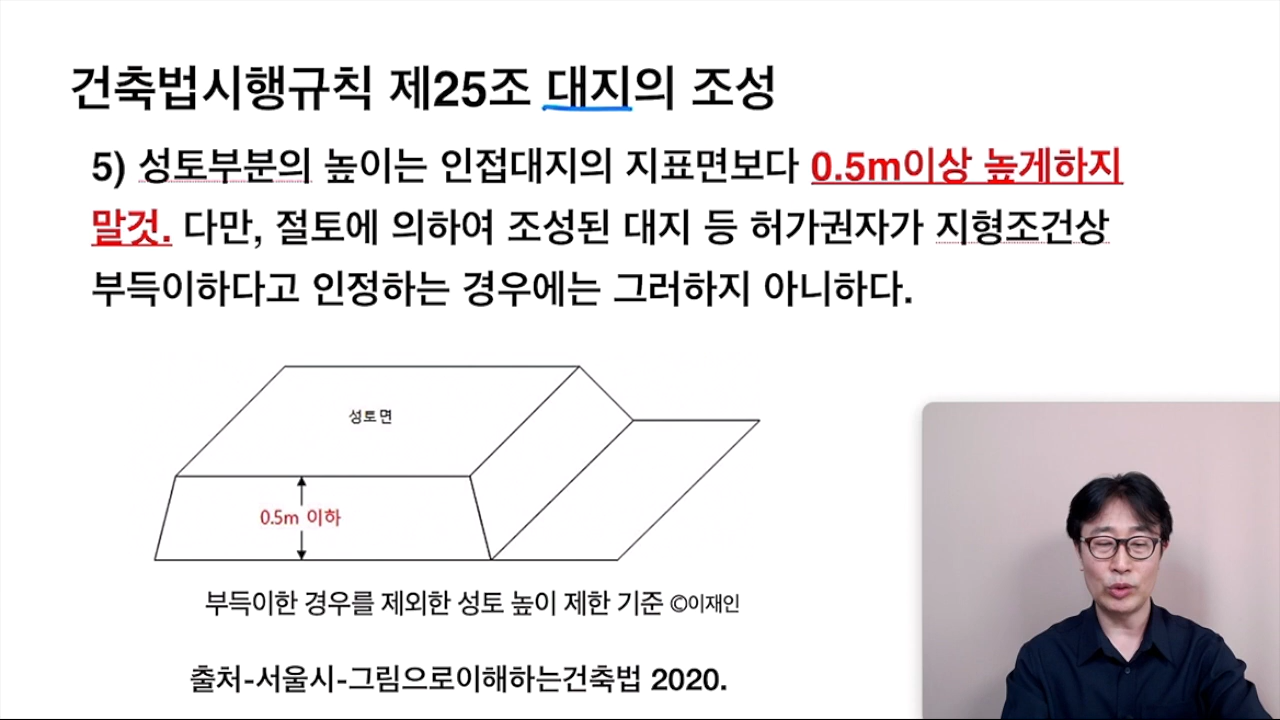 건축법시행규칙 제25조 대지의 조성
5) 성토부분의 높이는 인접대지의 지표면보다 0.5m이상 높게하지
말것. 다만, 절토에 의하여 조성된 대지 등 허가권자가 지형조건상
부득이하다고 인정하는 경우에는 그러하지 아니하다.
성토면
0.5m 이하
부득이한 경우를 제외한 성토 높이 제한 기준 ©이재인
출처-서울시-그림으로이해하는건축법 2020.